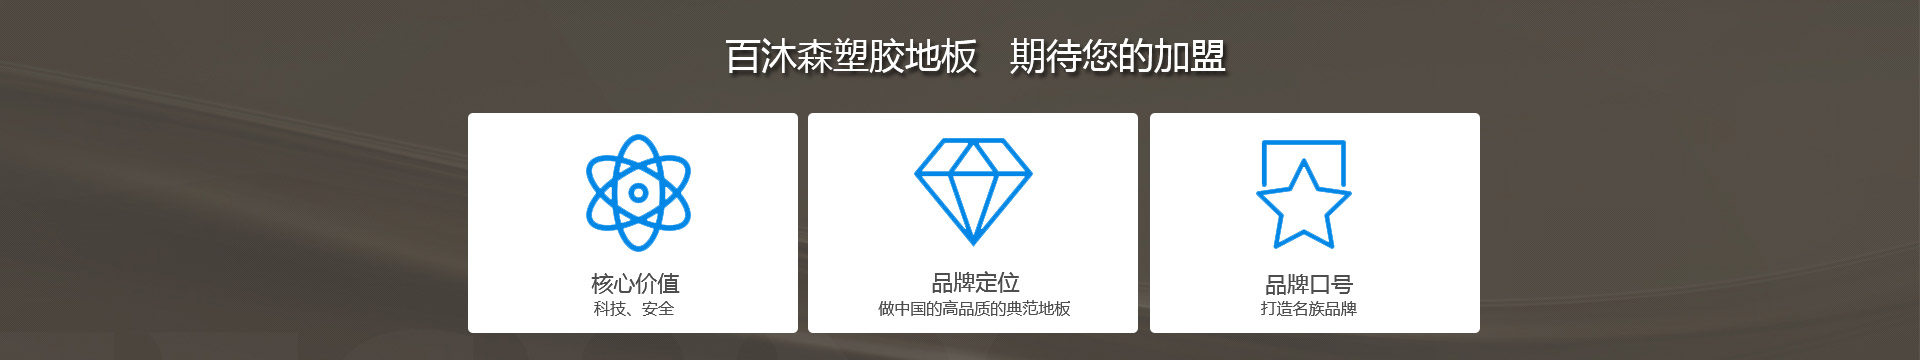 百沐森塑胶地板 期待您的加盟
核心价值
科技、安全
品牌定位
做中国的高品质的典范地板
品牌口号
打造名族品牌